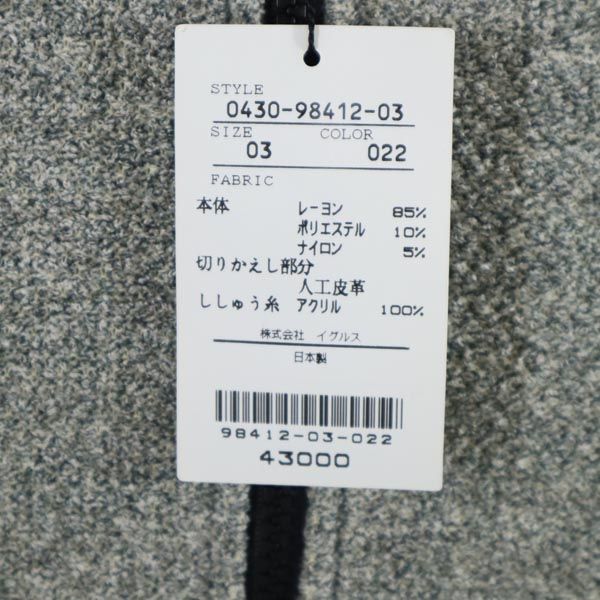 STYLE
0430-98412-03
SIZE COLOR
03 022
FABRIC
本体 レーヨン 85%
ポリエステル 10%
ナイロン 5%
切りかえし部分
人工皮革
ししゅう糸 アクリル 100%
株式会社 イグルス
日本製
98412-03-022
43000